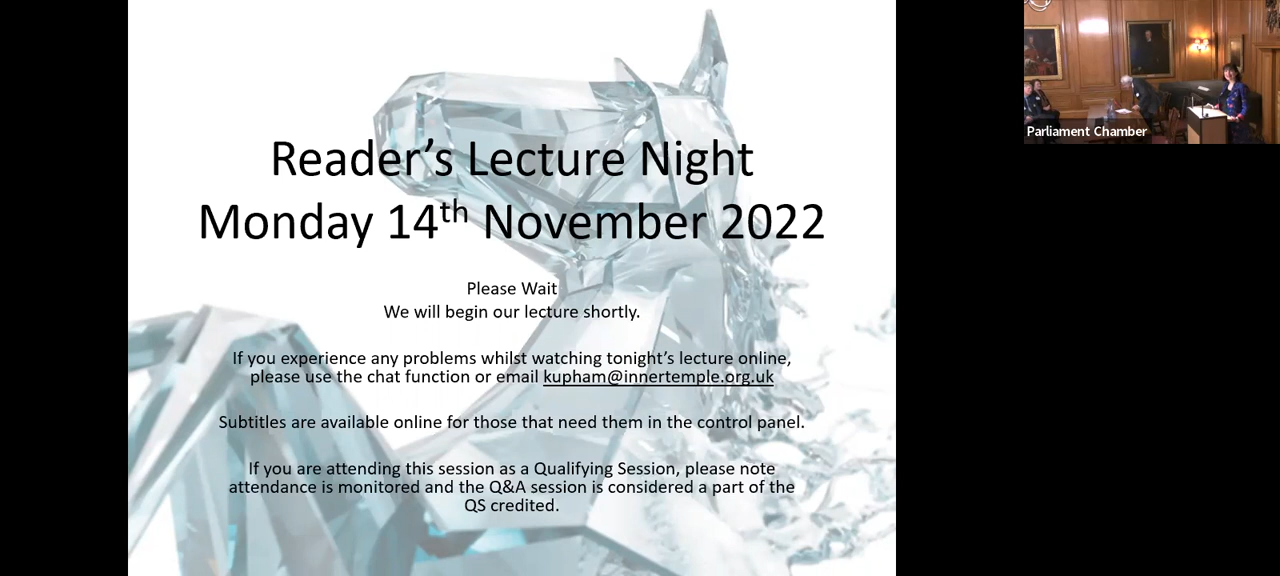 Reader's Lecture Night
Monday 14th November 2022
Please Wait
We will begin our lecture shortly.
If you experience any problems whilst watching tonight's lecture online,
please use the chat function or email kupham@innertemple.org.uk
Subtitles are available online for those that need them in the control panel.
If you are attending this session as a Qualifying Session, please note
attendance is monitored and the Q&A session is considered a part of the
QS credited.
Parliament Chamber